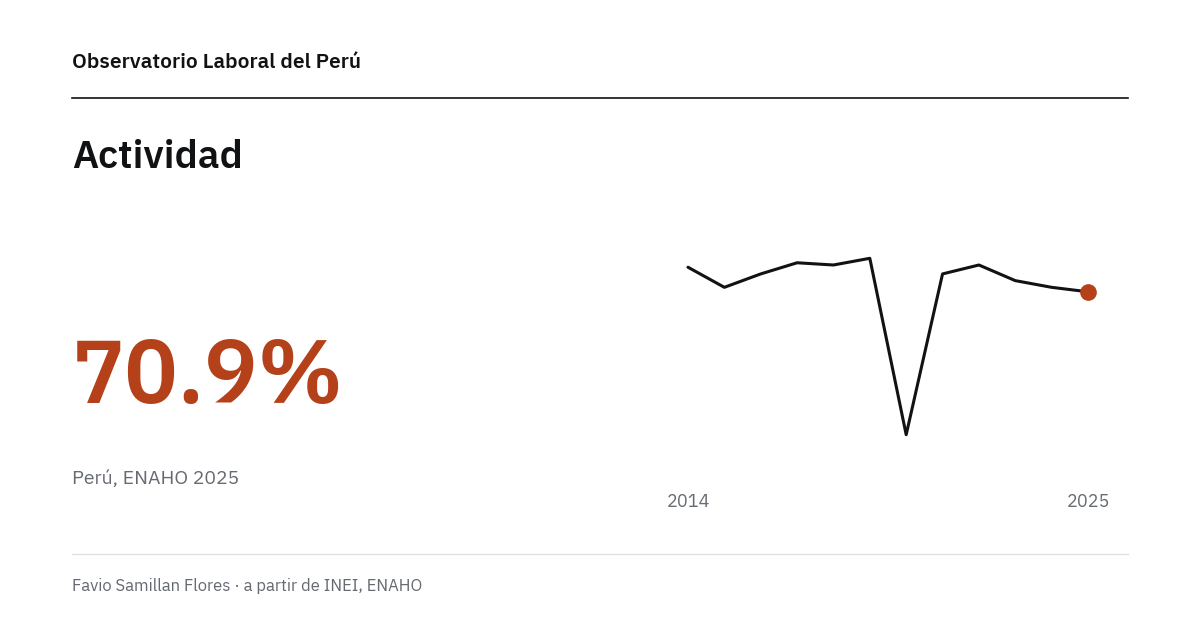 Observatorio Laboral del Perú
Actividad
70.9%
Perú, ENAHO 2025
2014
2025
Favio Samillan Flores · a partir de INEI, ENAHO